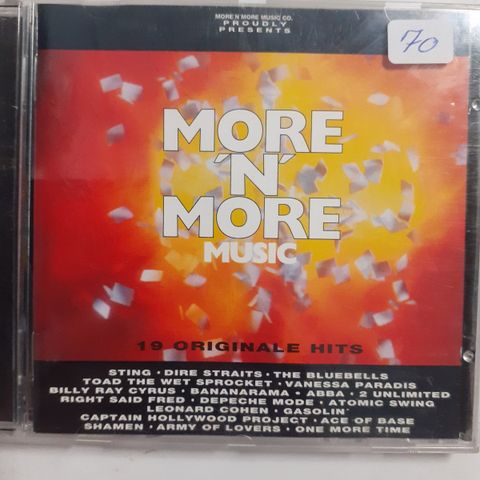 MORE N MORE MUSIC CO.
PROUDLY
PRESENTS
70
MORE
'N'
MORE
MUSIC
19 ORIGINALE HITS
STING · DIRE STRAITS · THE BLUEBELLS
TOAD THE WET SPROCKET · VANESSA PARADIS
BILLY RAY CYRUS · BANANARAMA · ABBA · 2 UNLIMITED
RIGHT SAID FRED · DEPECHE MODE · ATOMIC SWING
LEONARD COHEN · GASOLIN'
CAPTAIN HOLLYWOOD PROJECT · ACE OF BASE
SHAMEN · ARMY OF LOVERS · ONE MORE TIME